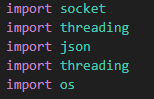 import socket
import threading
import json
import threading
import os